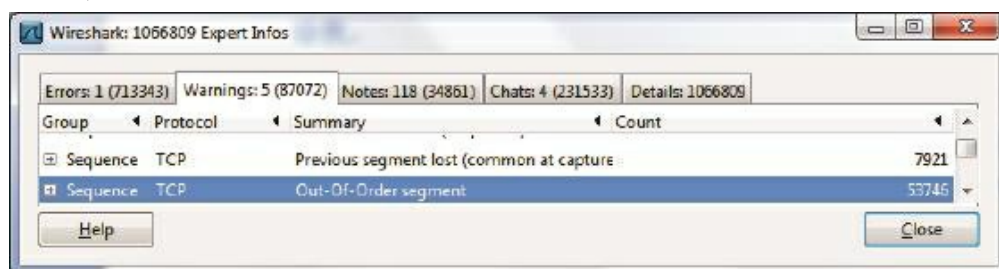 Wireshark: 1066809 Expert Infos
Errors: 1 (713343) Warnings: 5 (87072) Notes: 118 (34861) Chats: 4 (231533) Details: 1066809
Group Protocol Summary Count
Sequence TCP Previous segment lost (common at capture 7921
Sequence TCP Out-Of-Order segment 53746
Help Close